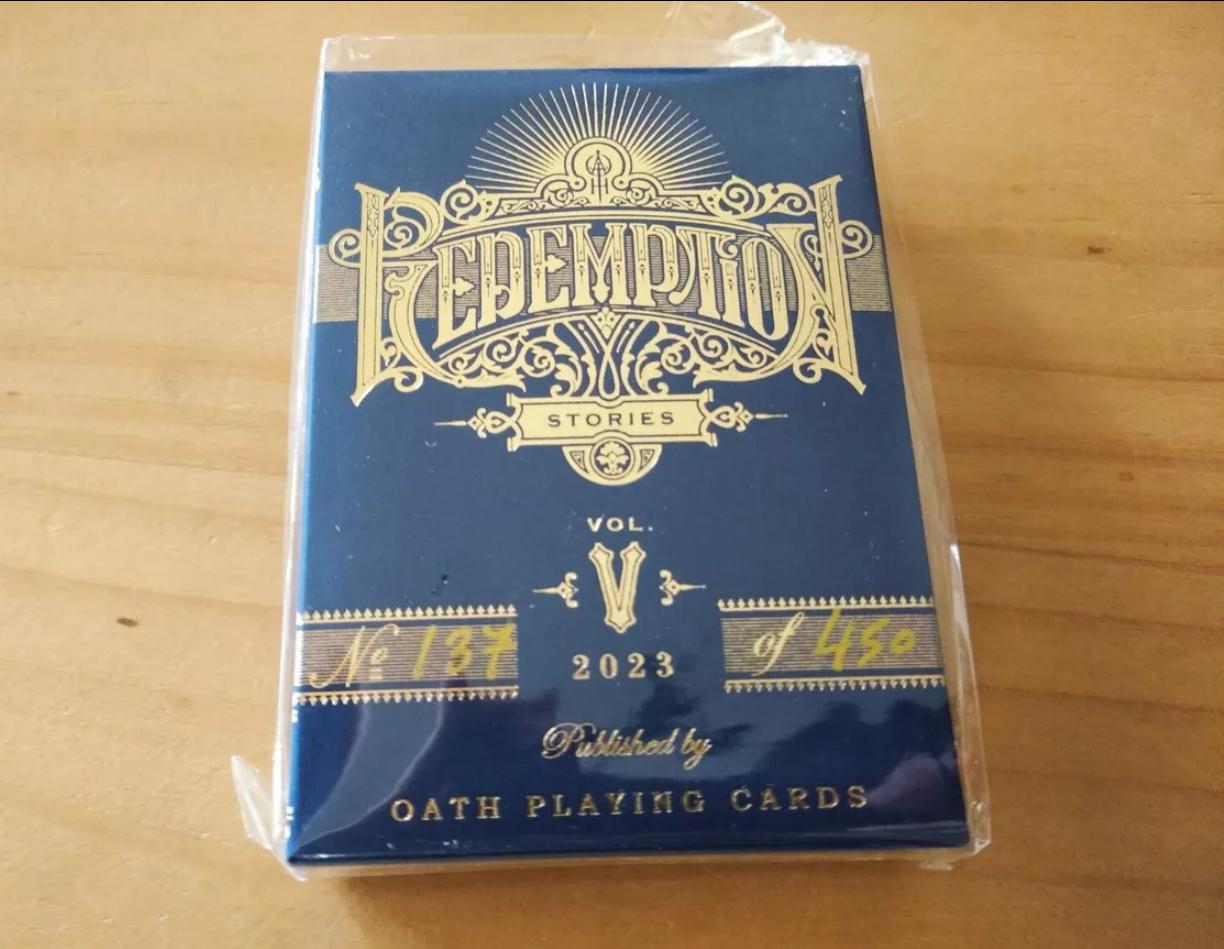 REDEMPTION
STORIES
VOL.
V
№ 137
of 450
2023
Published by
OATH PLAYING CARDS